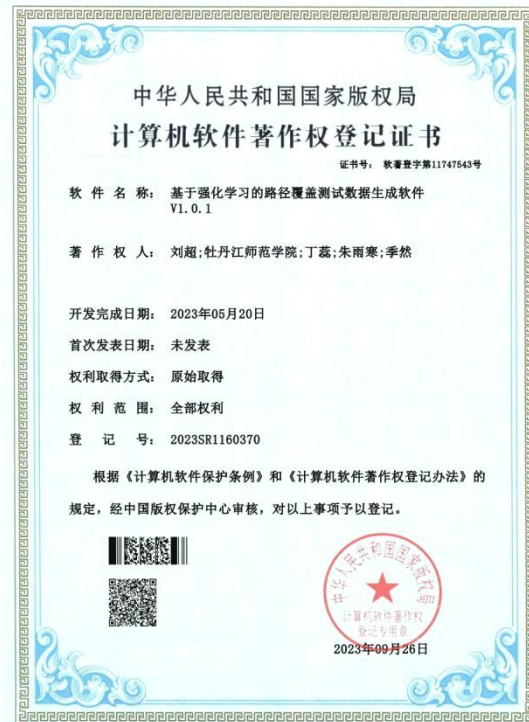 中华人民共和国国家版权局
计算机软件著作权登记证书
证书号: 软著登字第11747543号
软件名称: 基于强化学习的路径覆盖测试数据生成软件
V1.0.1
著作权人: 刘超;牡丹江师范学院;丁蕊;朱雨寒;季然
开发完成日期: 2023年05月20日
首次发表日期: 未发表
权利取得方式: 原始取得
权利范围: 全部权利
登记号: 2023SR1160370
根据《计算机软件保护条例》和《计算机软件著作权登记办法》的
规定，经中国版权保护中心审核，对以上事项予以登记。
中华人民共和国国家版权局
计算机软件著作权
登记专用章
2023年09月26日